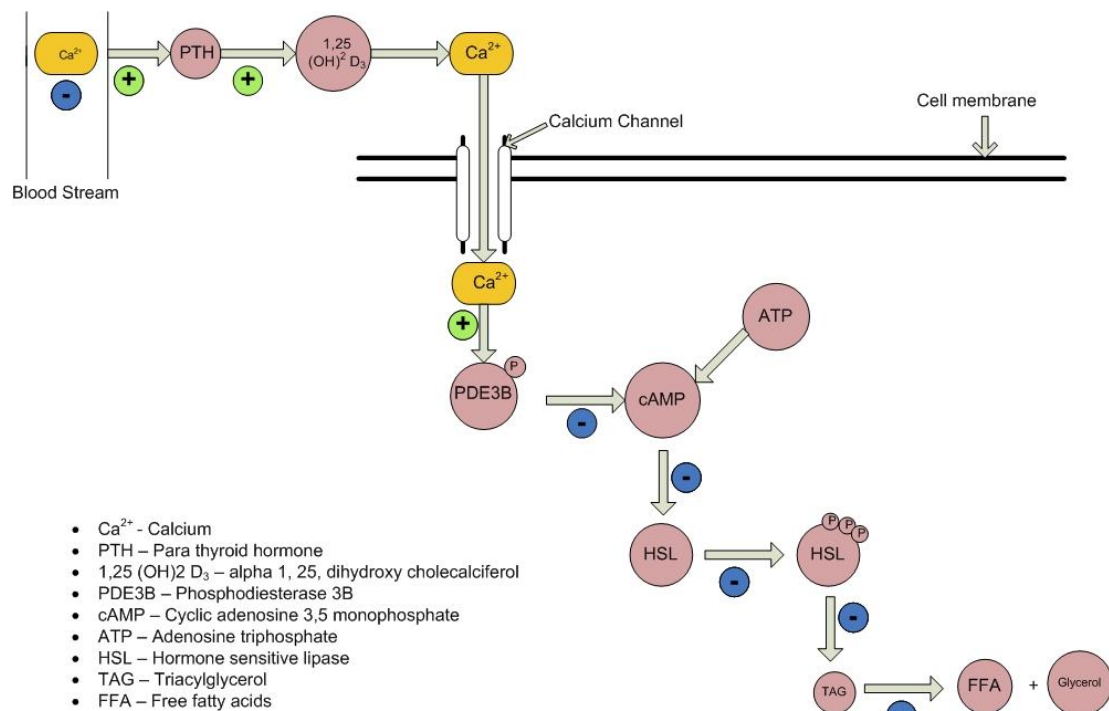 Ca²⁺
-
+
PTH
+
1,25
(OH)² D₃
Ca²⁺
Calcium Channel
Cell membrane
Blood Stream
Ca²⁺
+
PDE3B
P
-
cAMP
ATP
-
HSL
-
HSL
P
P
P
-
TAG
FFA
+
Glycerol
-
• Ca²⁺ - Calcium
• PTH – Para thyroid hormone
• 1,25 (OH)2 D₃ – alpha 1, 25, dihydroxy cholecalciferol
• PDE3B – Phosphodiesterase 3B
• cAMP – Cyclic adenosine 3,5 monophosphate
• ATP – Adenosine triphosphate
• HSL – Hormone sensitive lipase
• TAG – Triacylglycerol
• FFA – Free fatty acids